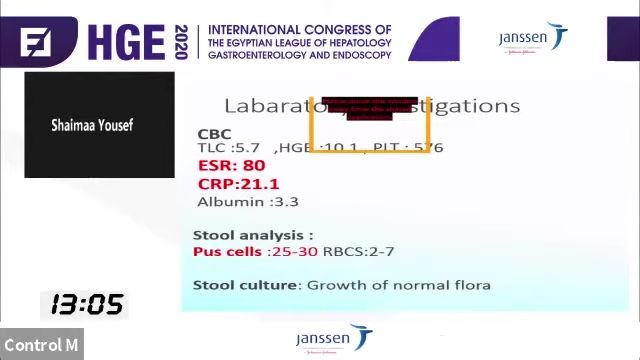 HGE 2020
INTERNATIONAL CONGRESS OF
THE EGYPTIAN LEAGUE OF HEPATOLOGY
GASTROENTEROLOGY AND ENDOSCOPY
janssen
Shaimaa Yousef
CBC
TLC :5.7 ,HGB :10.1, PLT : 576
ESR: 80
CRP:21.1
Albumin :3.3
Stool analysis :
Pus cells :25-30 RBCS:2-7
Stool culture: Growth of normal flora
13:05
Control M
janssen